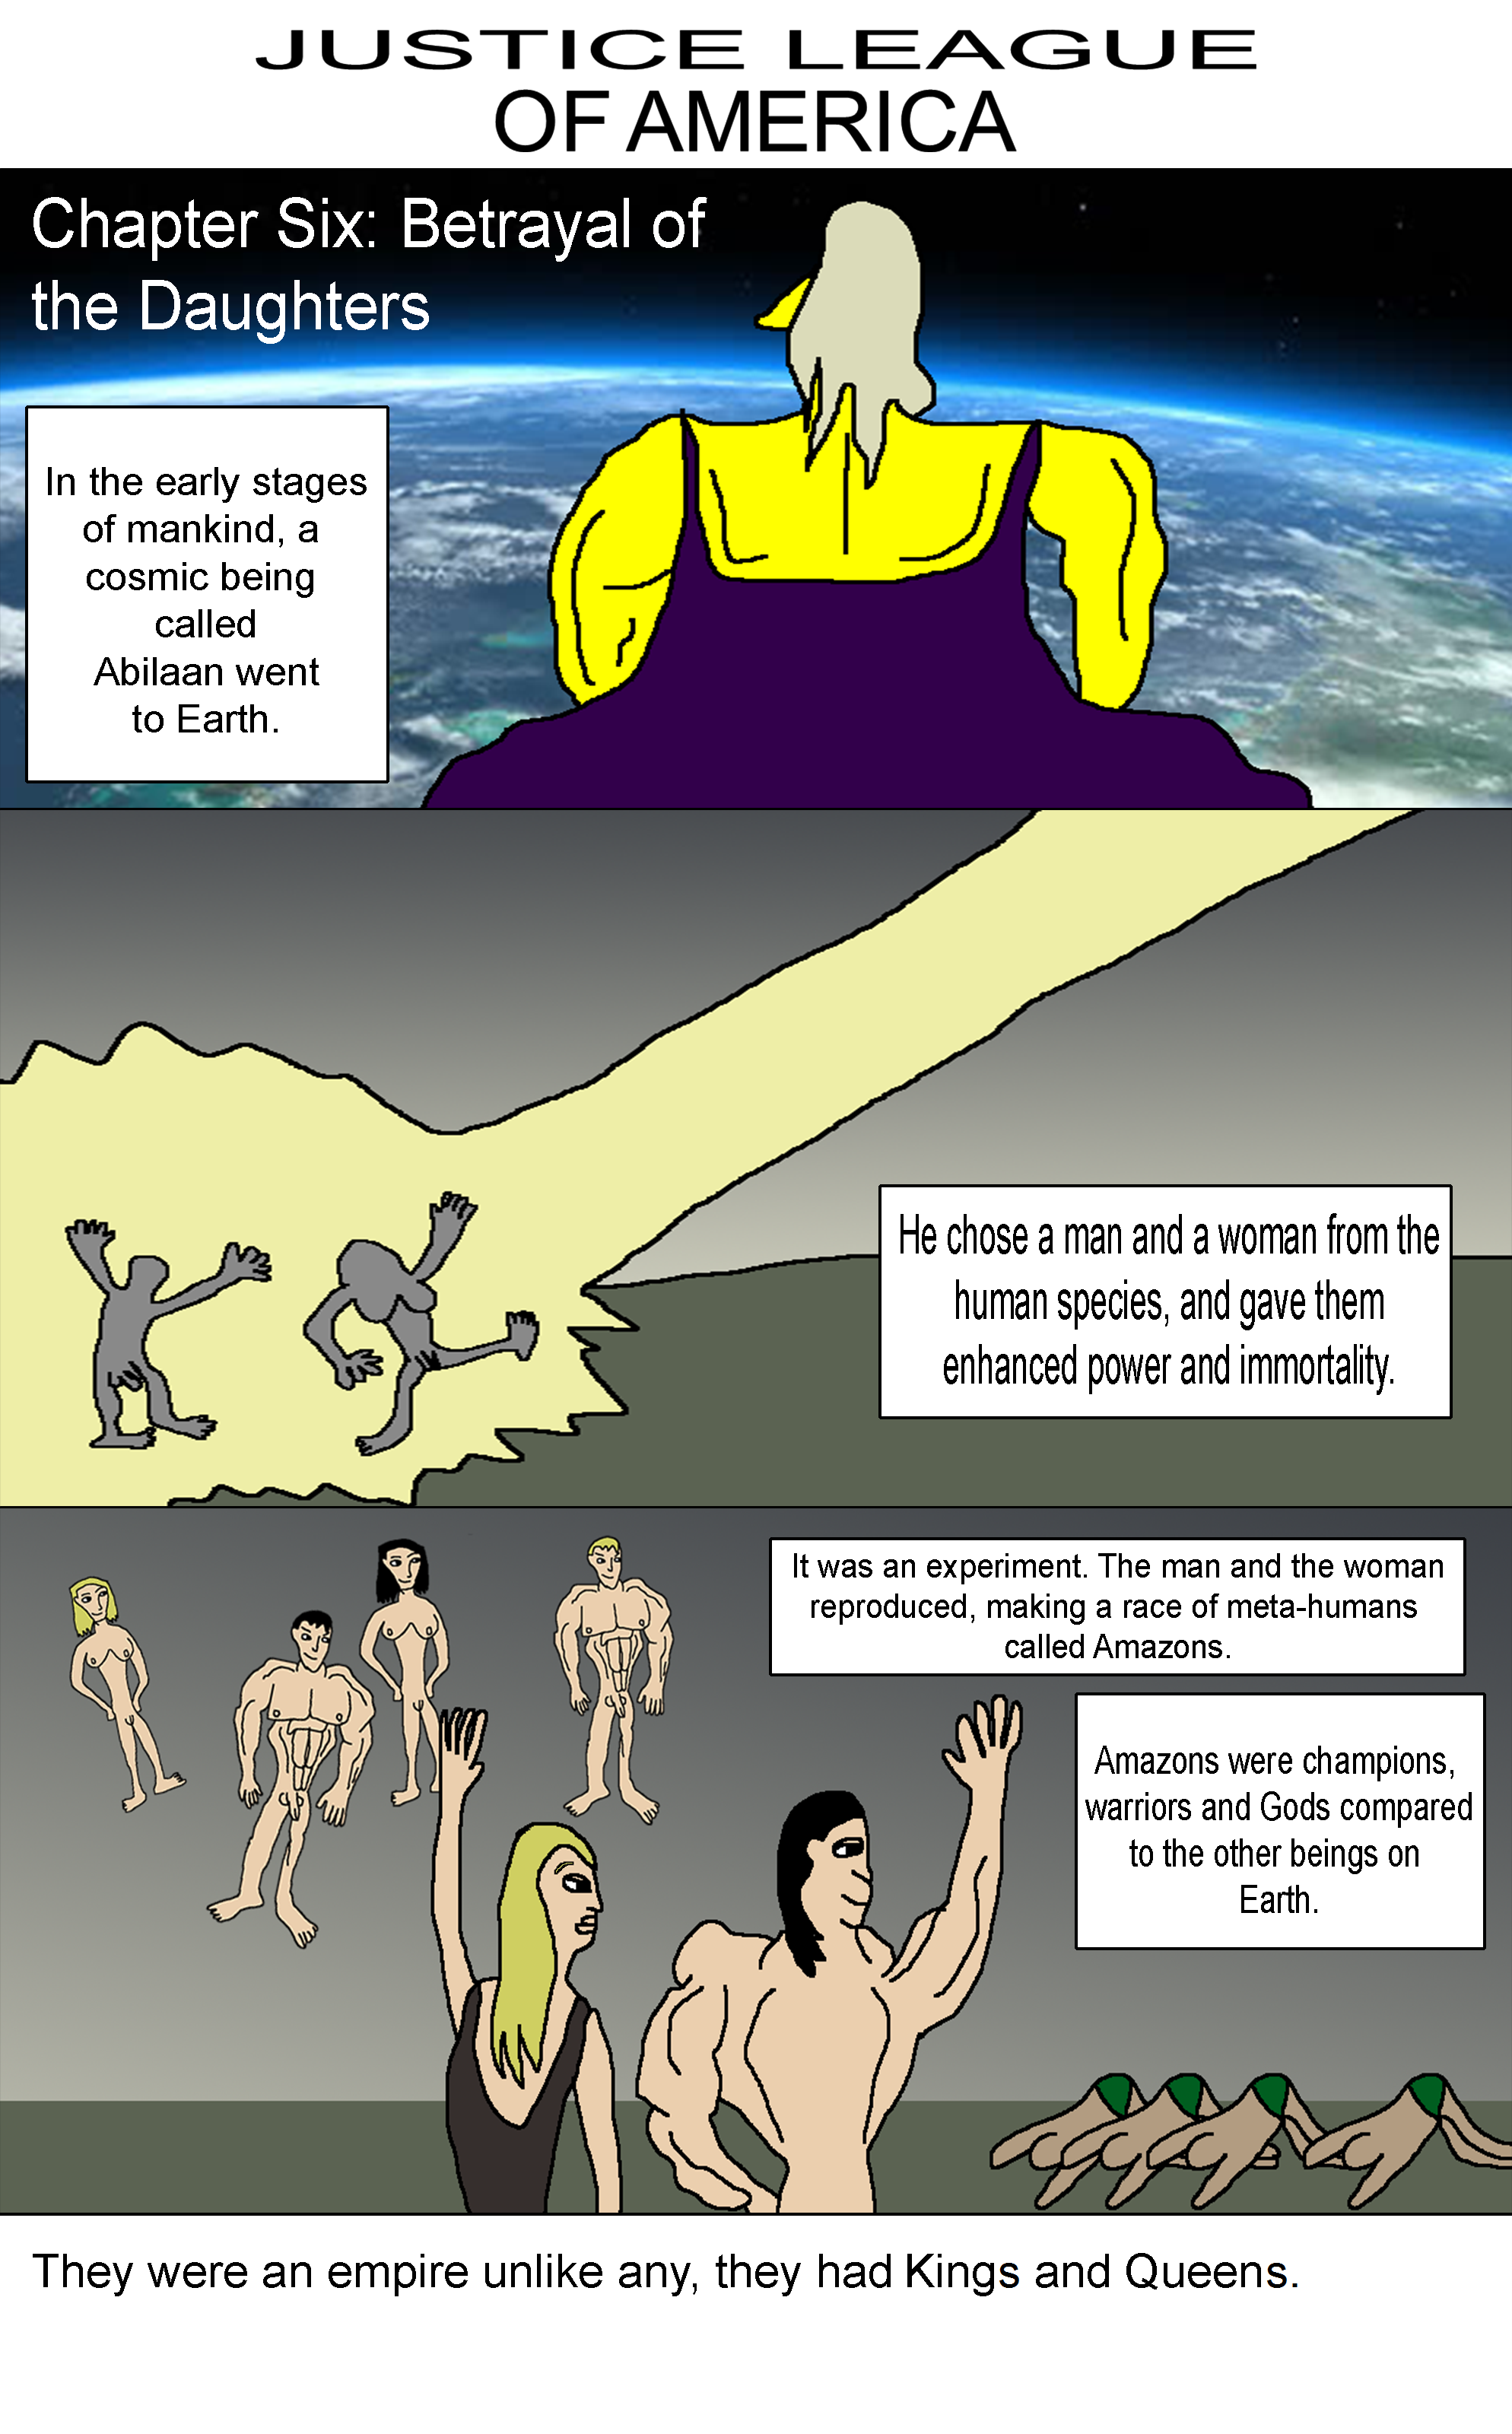 JUSTICE LEAGUE
OF AMERICA
Chapter Six: Betrayal of
the Daughters
In the early stages
of mankind, a
cosmic being
called
Abilaan went
to Earth.
He chose a man and a woman from the
human species, and gave them
enhanced power and immortality.
It was an experiment. The man and the woman
reproduced, making a race of meta-humans
called Amazons.
Amazons were champions,
warriors and Gods compared
to the other beings on
Earth.
They were an empire unlike any, they had Kings and Queens.